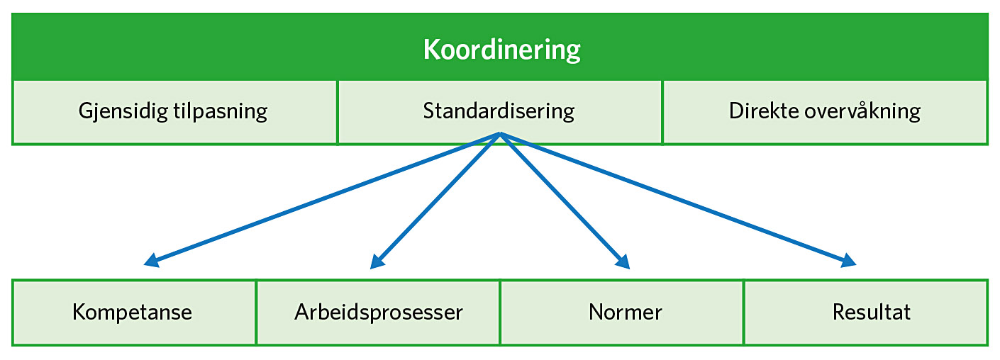 Koordinering
Gjensidig tilpasning
Standardisering
Direkte overvåkning
Kompetanse
Arbeidsprosesser
Normer
Resultat